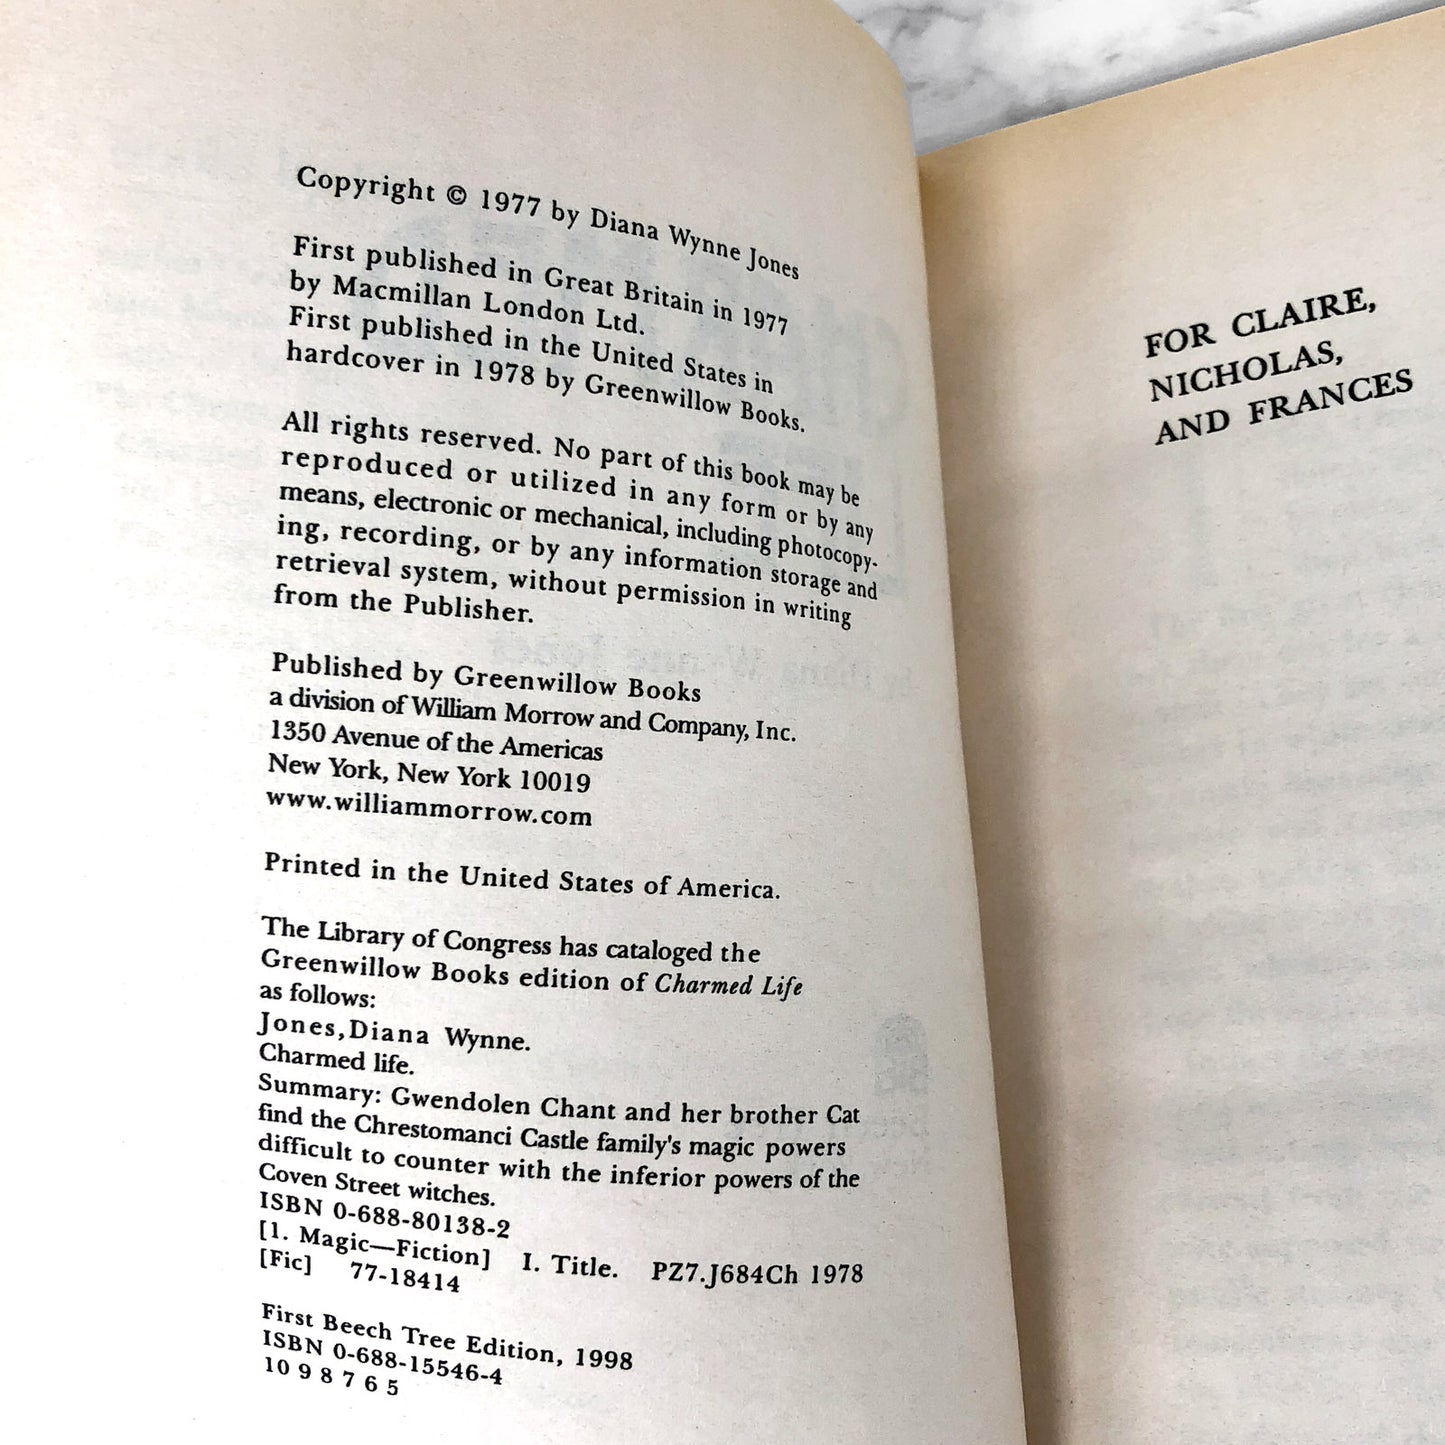 Copyright © 1977 by Diana Wynne Jones
First published in Great Britain in 1977
by Macmillan London Ltd.
First published in the United States in
hardcover in 1978 by Greenwillow Books.
All rights reserved. No part of this book may be
reproduced or utilized in any form or by any
means, electronic or mechanical, including photocopy-
ing, recording, or by any information storage and
retrieval system, without permission in writing
from the Publisher.
Published by Greenwillow Books
a division of William Morrow and Company, Inc.
1350 Avenue of the Americas
New York, New York 10019
www.williammorrow.com
Printed in the United States of America.
The Library of Congress has cataloged the
Greenwillow Books edition of Charmed Life
as follows:
Jones,Diana Wynne.
Charmed life.
Summary: Gwendolen Chant and her brother Cat
find the Chrestomanci Castle family's magic powers
difficult to counter with the inferior powers of the
Coven Street witches.
ISBN 0-688-80138-2
[1. Magic—Fiction] I. Title. PZ7.J684Ch 1978
[Fic] 77-18414
First Beech Tree Edition, 1998
ISBN 0-688-15546-4
10 9 8 7 6 5
FOR CLAIRE,
NICHOLAS,
AND FRANCES